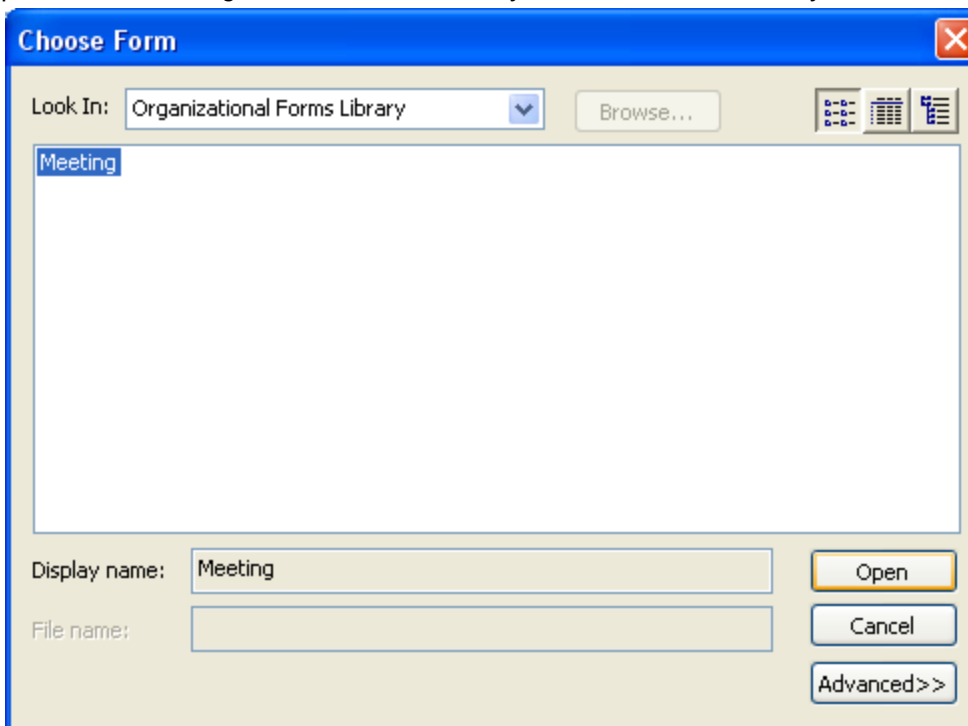 Choose Form
Look In: Organizational Forms Library Browse...
Meeting
Display name: Meeting Open
File name: Cancel
Advanced>>